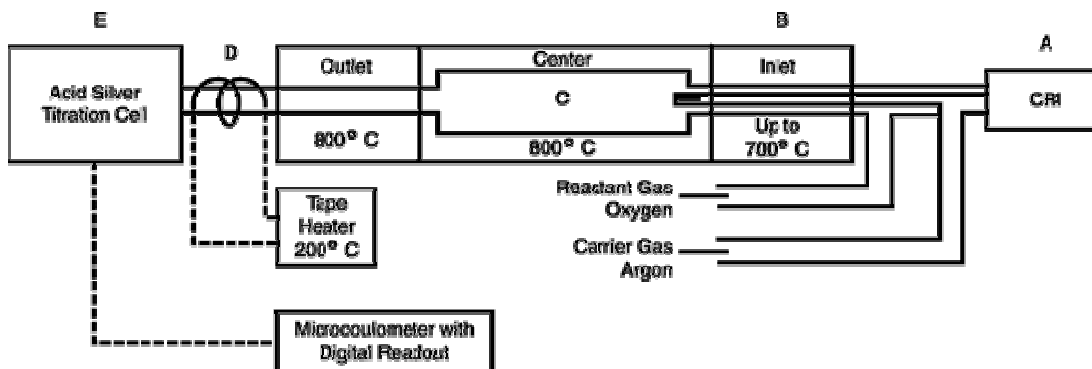 E
B
D
A
Outlet
Center
Inlet
Acid Silver
Titration Cell
C
CRI
800° C
800° C
Up to
700° C
Reactant Gas
Oxygen
Tape
Heater
200° C
Carrier Gas
Argon
Microcoulometer with
Digital Readout